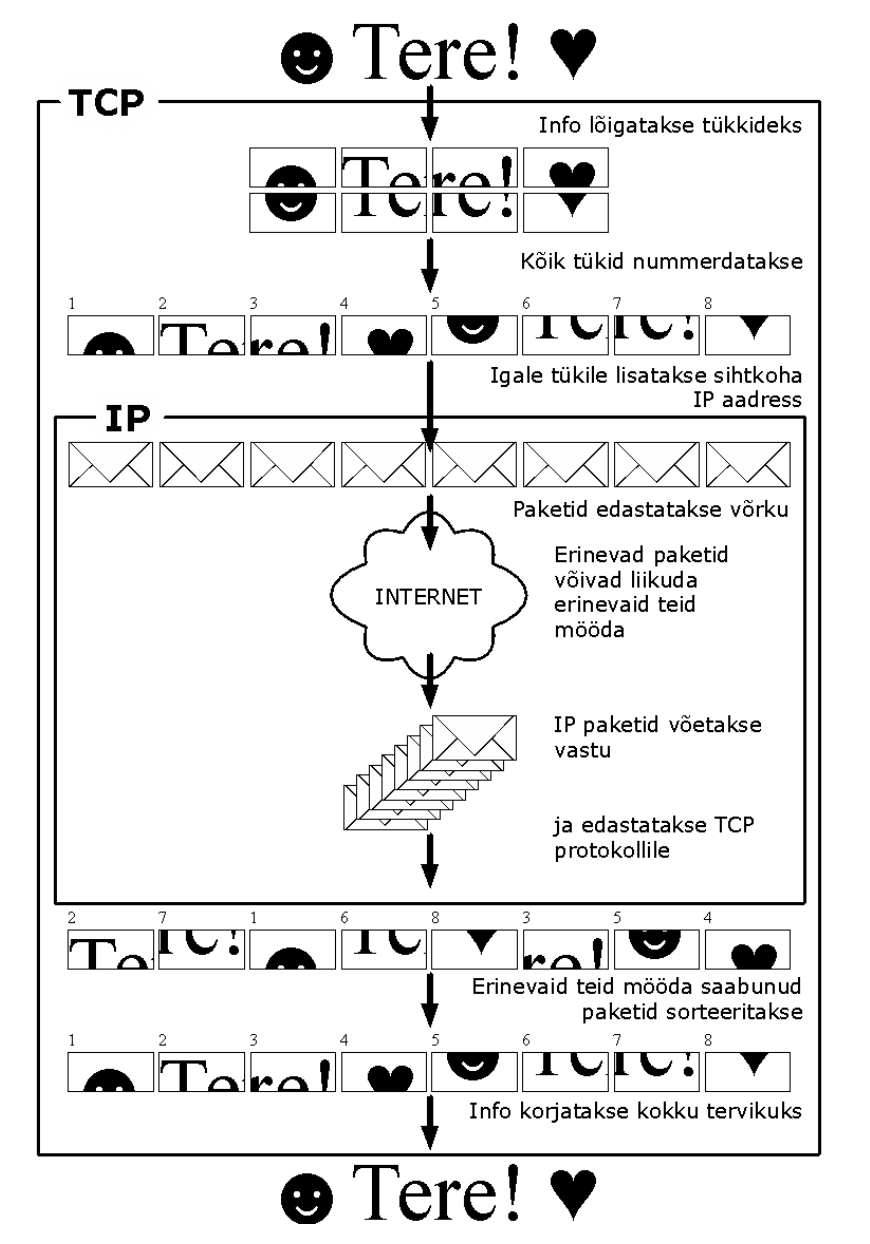 ☻ Tere! ♥
TCP
Info lõigatakse tükkideks
Tere!
Kõik tükid nummerdatakse
1 2 3 4 5 6 7 8
Igale tükile lisatakse sihtkoha
IP aadress
IP
Paketid edastatakse võrku
Erinevad paketid
võivad liikuda
erinevaid teid
mööda
INTERNET
IP paketid võetakse
vastu
ja edastatakse TCP
protokollile
2 7 1 6 8 3 5 4
Erinevaid teid mööda saabunud
paketid sorteeritakse
1 2 3 4 5 6 7 8
Info korjatakse kokku tervikuks
☻ Tere! ♥